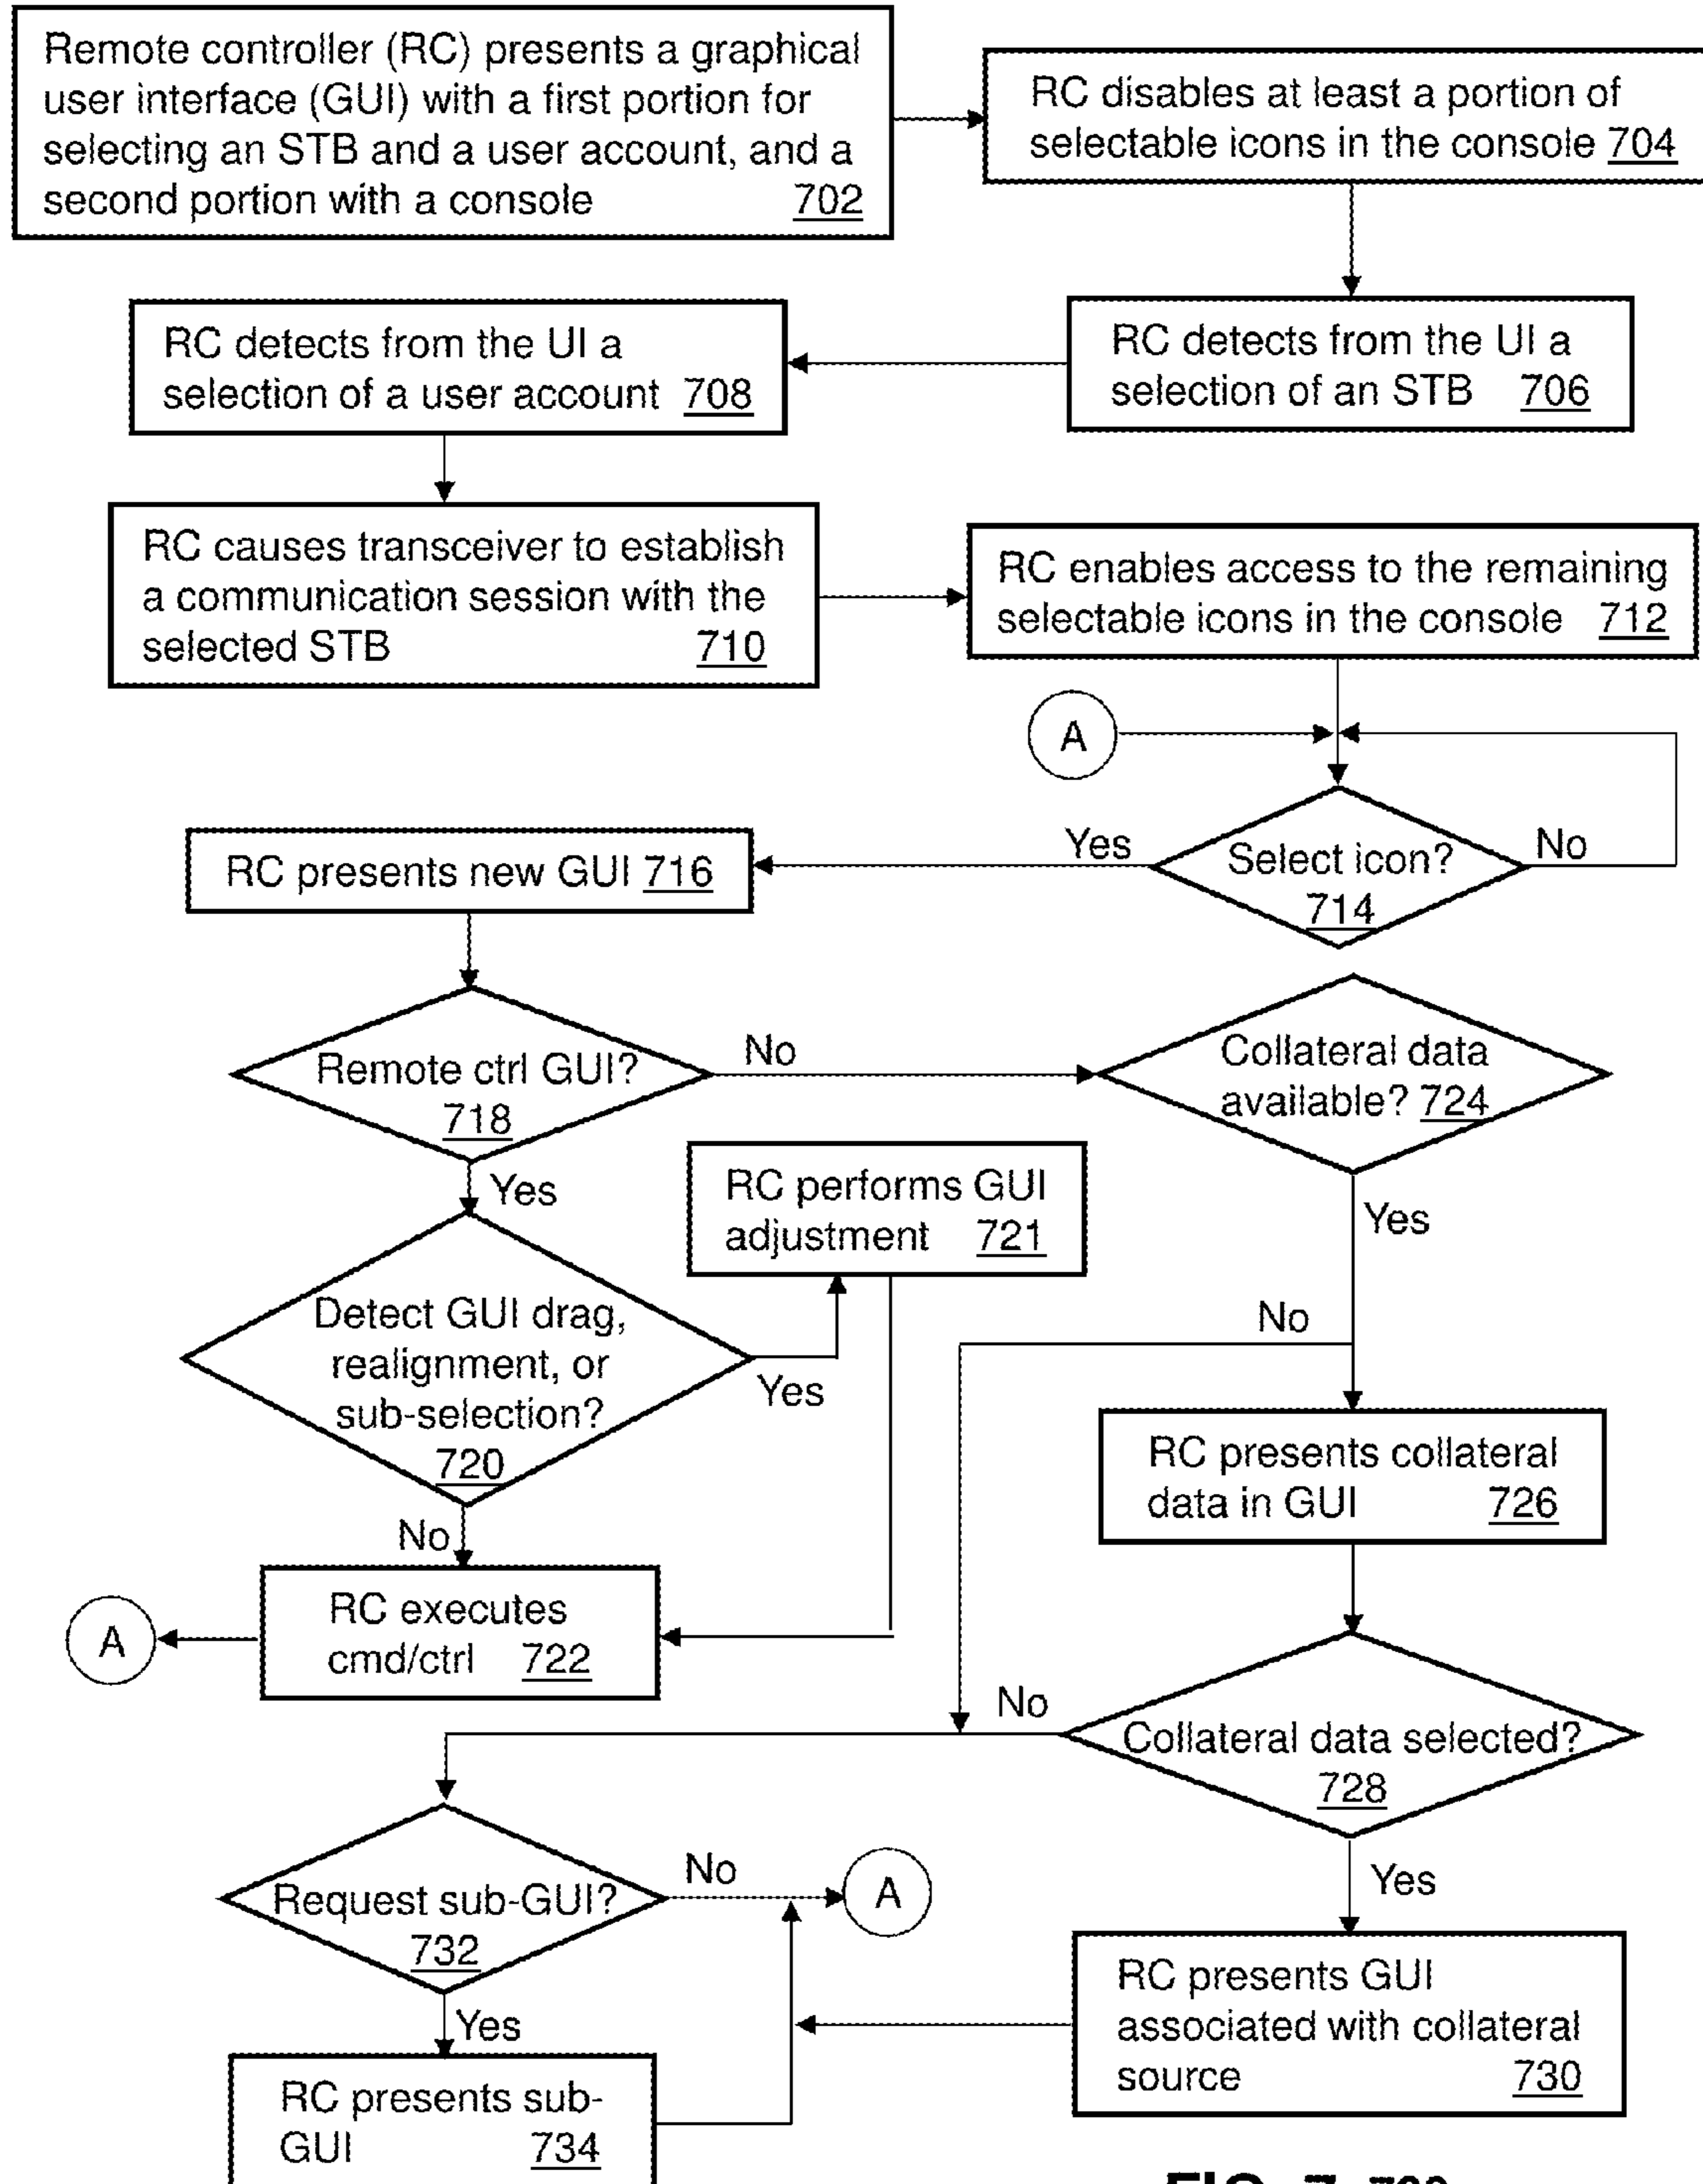 Remote controller (RC) presents a graphical
user interface (GUI) with a first portion for
selecting an STB and a user account, and a
second portion with a console 702
RC disables at least a portion of
selectable icons in the console 704
RC detects from the UI a
selection of an STB 706
RC detects from the UI a
selection of a user account 708
RC causes transceiver to establish
a communication session with the
selected STB 710
RC enables access to the remaining
selectable icons in the console 712
A
Select icon?
714
Yes
No
RC presents new GUI 716
Remote ctrl GUI?
718
No
Yes
Collateral data
available? 724
Yes
No
RC performs GUI
adjustment 721
Detect GUI drag,
realignment, or
sub-selection?
720
Yes
No
RC executes
cmd/ctrl 722
A
RC presents collateral
data in GUI 726
Collateral data selected?
728
No
Yes
Request sub-GUI?
732
No
A
Yes
RC presents GUI
associated with collateral
source 730
RC presents sub-
GUI 734